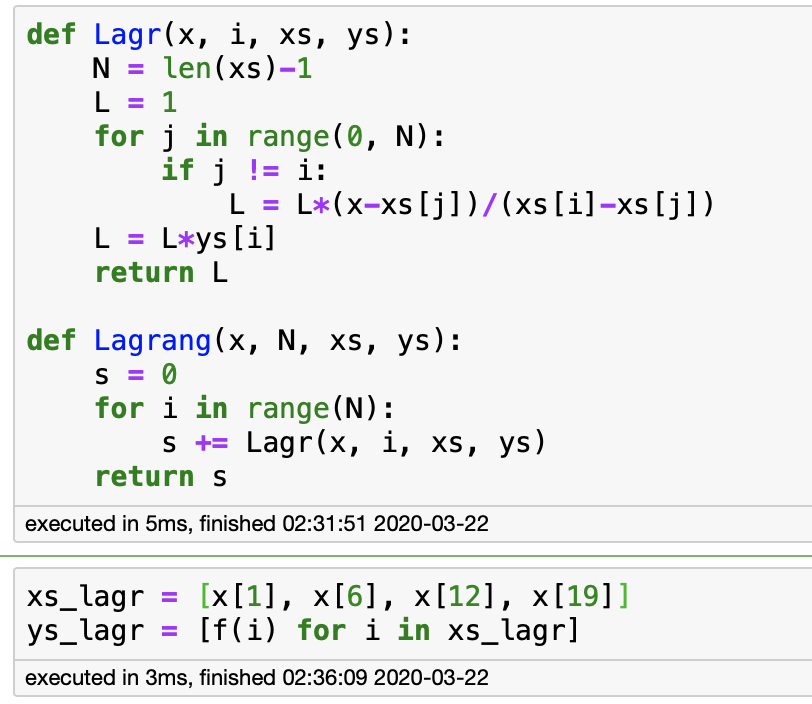 def Lagr(x, i, xs, ys):
    N = len(xs)-1
    L = 1
    for j in range(0, N):
        if j != i:
            L = L*(x-xs[j])/(xs[i]-xs[j])
    L = L*ys[i]
    return L

def Lagrang(x, N, xs, ys):
    s = 0
    for i in range(N):
        s += Lagr(x, i, xs, ys)
    return s
executed in 5ms, finished 02:31:51 2020-03-22
xs_lagr = [x[1], x[6], x[12], x[19]]
ys_lagr = [f(i) for i in xs_lagr]
executed in 3ms, finished 02:36:09 2020-03-22